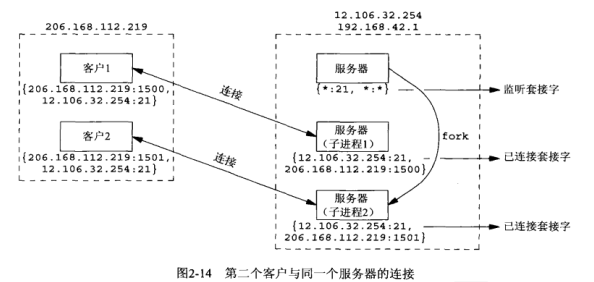 206.168.112.219
12.106.32.254
192.168.42.1
客户1
{206.168.112.219:1500,
12.106.32.254:21}
服务器
{*:21, *:*}
监听套接字
连接
fork
客户2
{206.168.112.219:1501,
12.106.32.254:21}
连接
服务器
(子进程1)
{12.106.32.254:21,
206.168.112.219:1500}
已连接套接字
服务器
(子进程2)
{12.106.32.254:21,
206.168.112.219:1501}
已连接套接字
图2-14 第二个客户与同一个服务器的连接